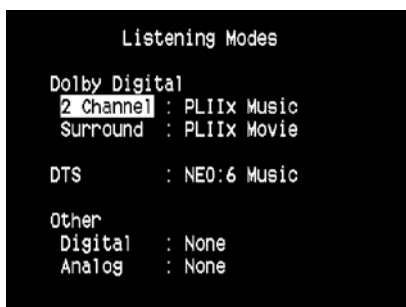 Listening Modes
Dolby Digital
2 Channel : PLIIx Music
Surround : PLIIx Movie
DTS : NEO:6 Music
Other
Digital : None
Analog : None